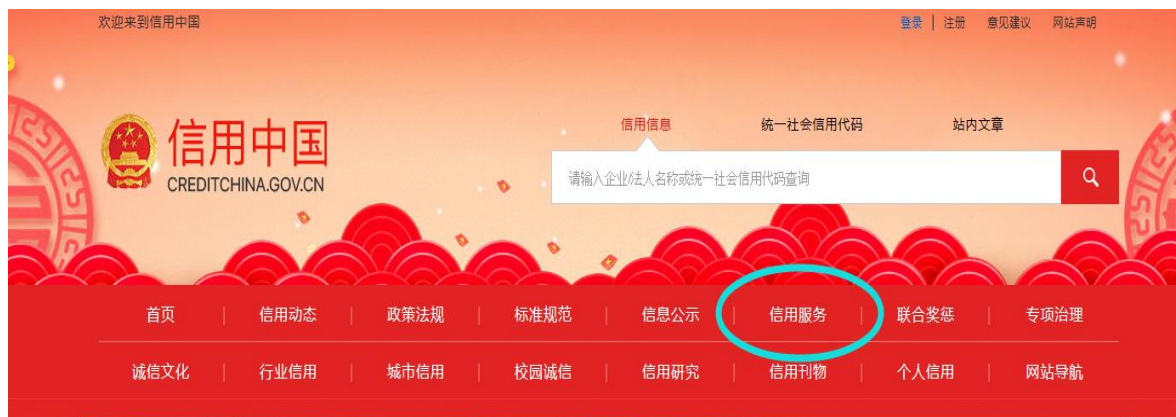 欢迎来到信用中国
登录 | 注册 意见建议 网站声明
信用信息 统一社会信用代码 站内文章
信用中国
CREDITCHINA.GOV.CN
请输入企业/法人名称或统一社会信用代码查询
首页 | 信用动态 | 政策法规 | 标准规范 | 信息公示 | 信用服务 | 联合奖惩 | 专项治理
诚信文化 | 行业信用 | 城市信用 | 校园诚信 | 信用研究 | 信用刊物 | 个人信用 | 网站导航